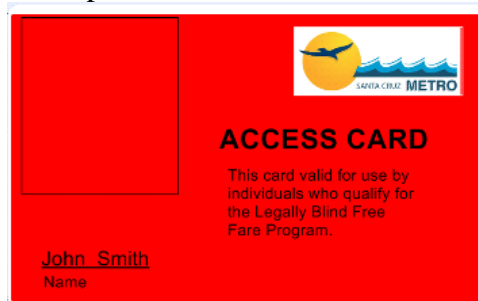 SANTA CRUZ METRO
ACCESS CARD
This card valid for use by
individuals who qualify for
the Legally Blind Free
Fare Program.
John Smith
Name